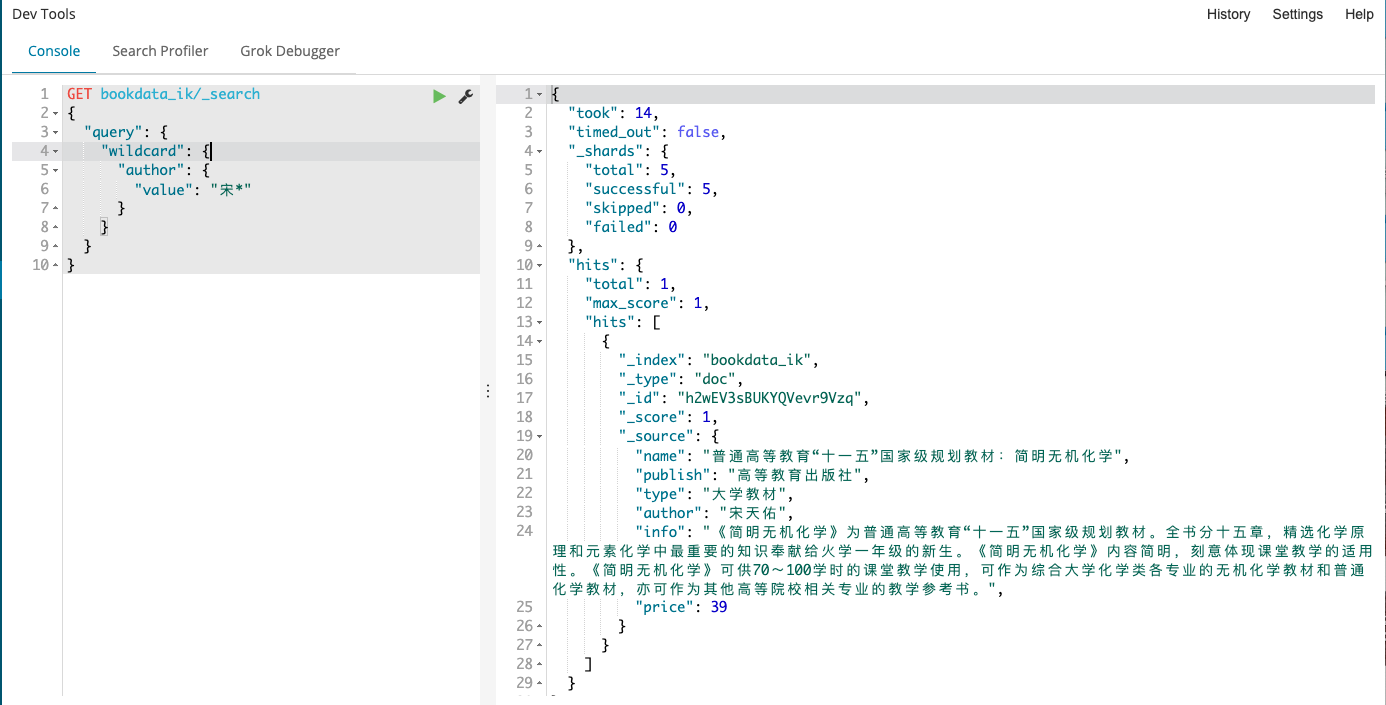 Dev Tools
History Settings Help
Console Search Profiler Grok Debugger
1 GET bookdata_ik/_search
2 {
3 "query": {
4 "wildcard": {
5 "author": {
6 "value": "宋*"
7 }
8 }
9 }
10 }
1 {
2 "took": 14,
3 "timed_out": false,
4 "_shards": {
5 "total": 5,
6 "successful": 5,
7 "skipped": 0,
8 "failed": 0
9 },
10 "hits": {
11 "total": 1,
12 "max_score": 1,
13 "hits": [
14 {
15 "_index": "bookdata_ik",
16 "_type": "doc",
17 "_id": "h2wEV3sBUKYQVevr9Vzq",
18 "_score": 1,
19 "_source": {
20 "name": "普通高等教育“十一五”国家级规划教材：简明无机化学",
21 "publish": "高等教育出版社",
22 "type": "大学教材",
23 "author": "宋天佑",
24 "info": "《简明无机化学》为普通高等教育“十一五”国家级规划教材。全书分十五章，精选化学原
理和元素化学中最重要的知识奉献给火学一年级的新生。《简明无机化学》内容简明，刻意体现课堂教学的适用
性。《简明无机化学》可供70～100学时的课堂教学使用，可作为综合大学化学类各专业的无机化学教材和普通
化学教材，亦可作为其他高等院校相关专业的教学参考书。",
25 "price": 39
26 }
27 }
28 ]
29 }